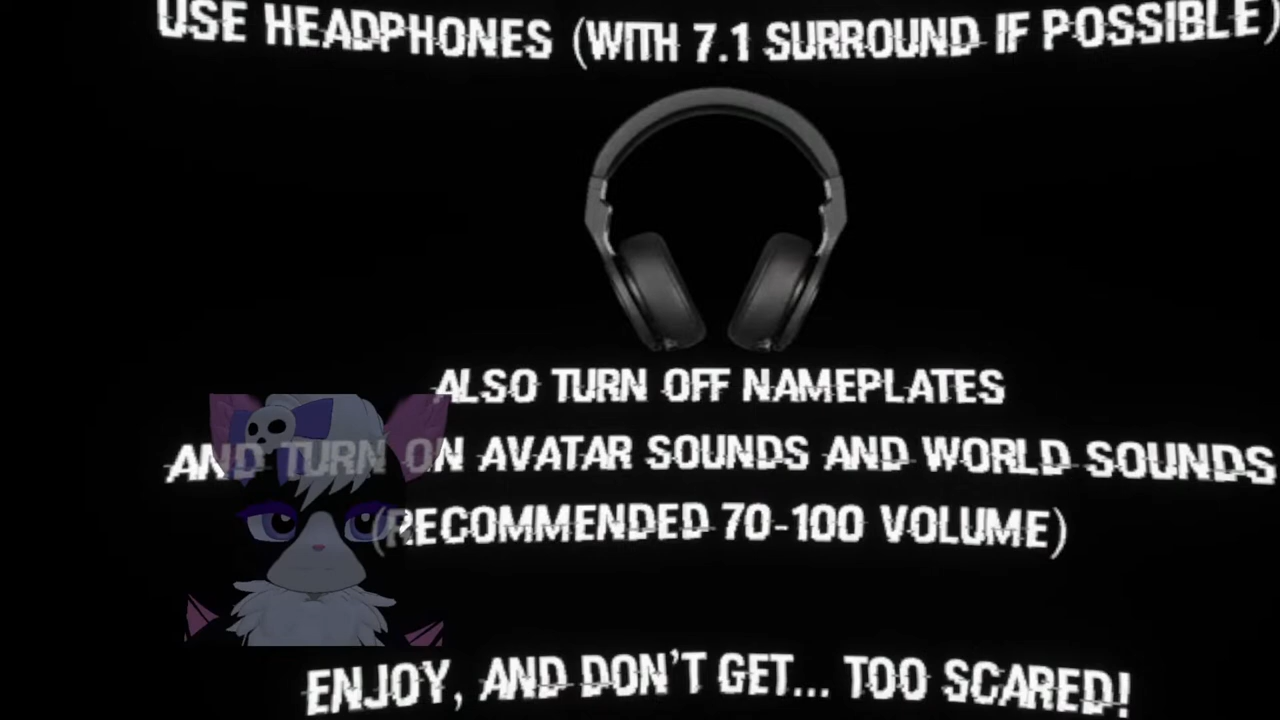 USE HEADPHONES (WITH 7.1 SURROUND IF POSSIBLE)
ALSO TURN OFF NAMEPLATES
AND TURN ON AVATAR SOUNDS AND WORLD SOUNDS
(RECOMMENDED 70-100 VOLUME)
ENJOY, AND DON'T GET... TOO SCARED!